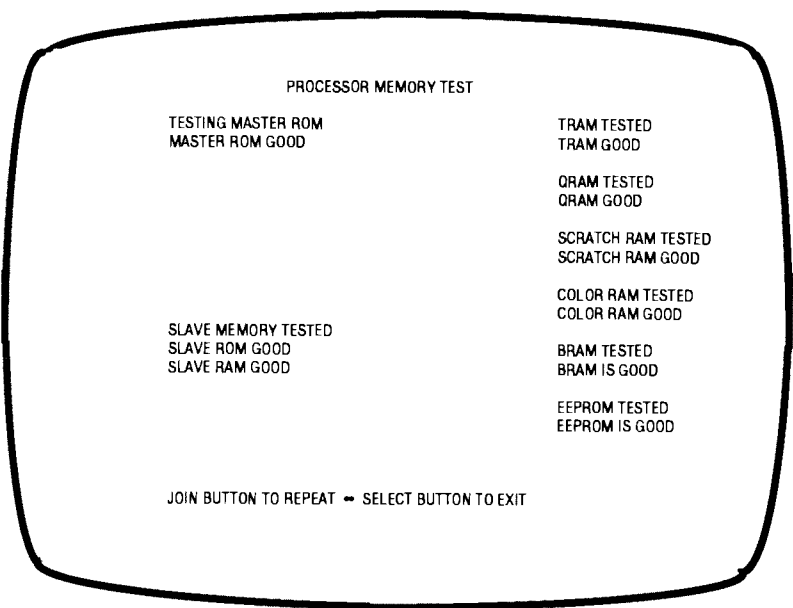 PROCESSOR MEMORY TEST
TESTING MASTER ROM
MASTER ROM GOOD
SLAVE MEMORY TESTED
SLAVE ROM GOOD
SLAVE RAM GOOD
TRAM TESTED
TRAM GOOD
QRAM TESTED
QRAM GOOD
SCRATCH RAM TESTED
SCRATCH RAM GOOD
COLOR RAM TESTED
COLOR RAM GOOD
BRAM TESTED
BRAM IS GOOD
EEPROM TESTED
EEPROM IS GOOD
JOIN BUTTON TO REPEAT -- SELECT BUTTON TO EXIT